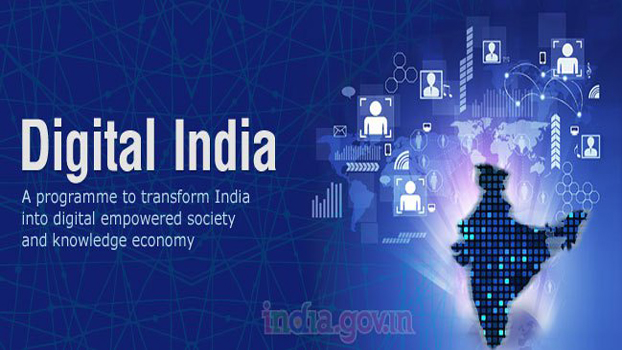 Digital India
A programme to transform India
into digital empowered society
and knowledge economy
india.gov.in